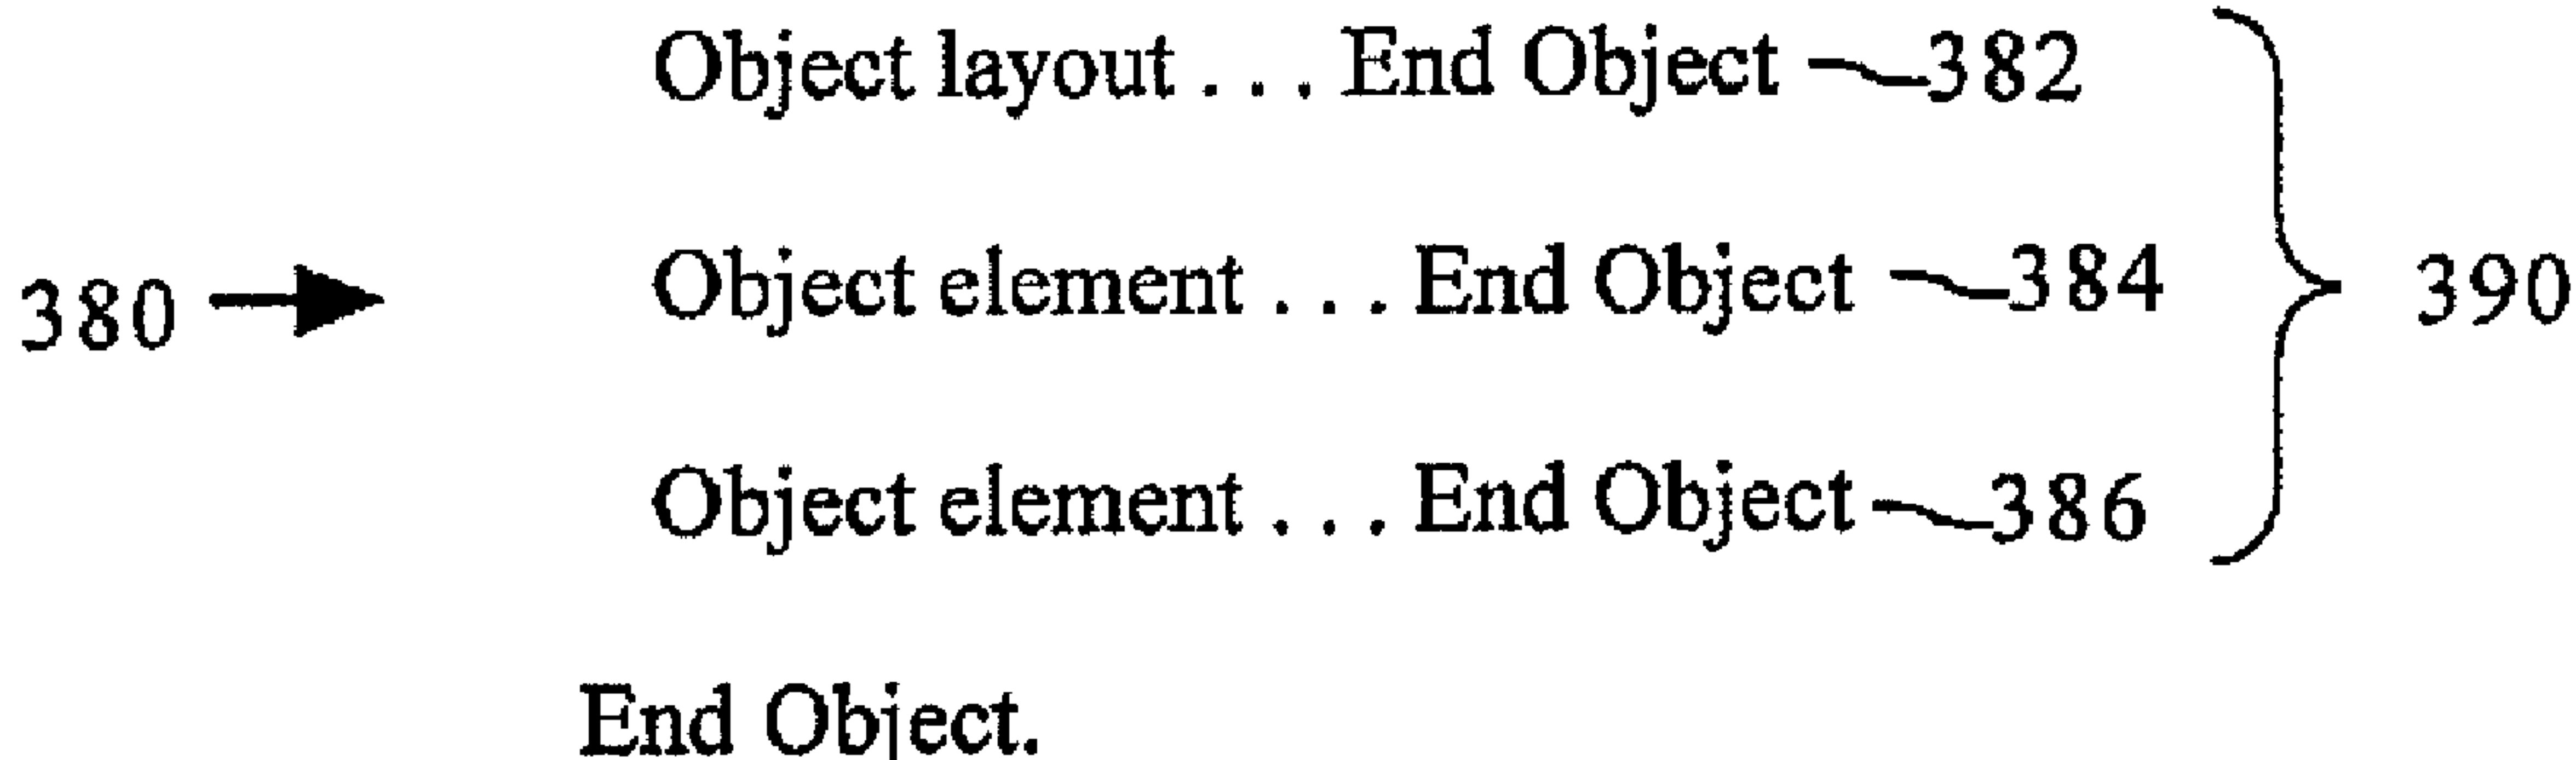 Object layout . . . End Object 382
380 Object element . . . End Object 384 390
Object element . . . End Object 386
End Object.